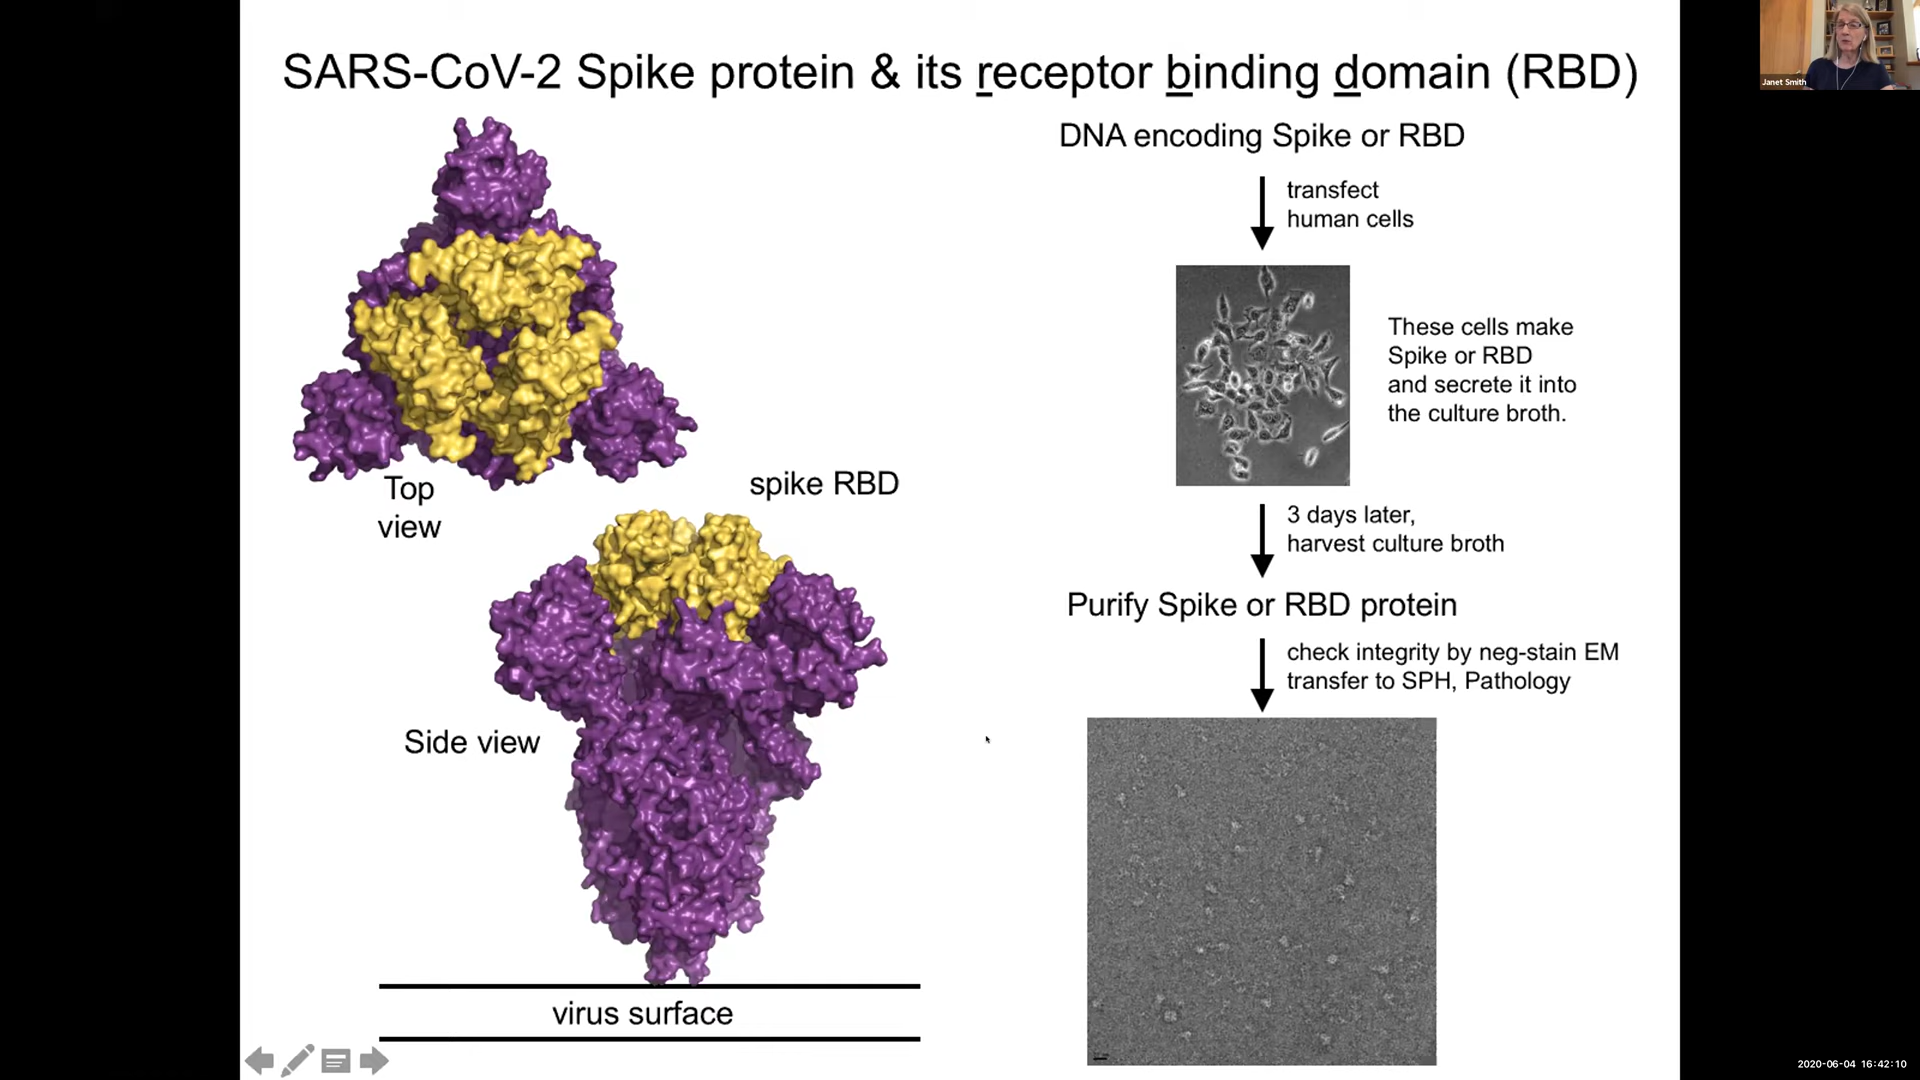 SARS-CoV-2 Spike protein & its receptor binding domain (RBD)
Top
view
spike RBD
Side view
virus surface
DNA encoding Spike or RBD
transfect
human cells
These cells make
Spike or RBD
and secrete it into
the culture broth.
3 days later,
harvest culture broth
Purify Spike or RBD protein
check integrity by neg-stain EM
transfer to SPH, Pathology
Janet Smith
2020-06-04 16:42:10